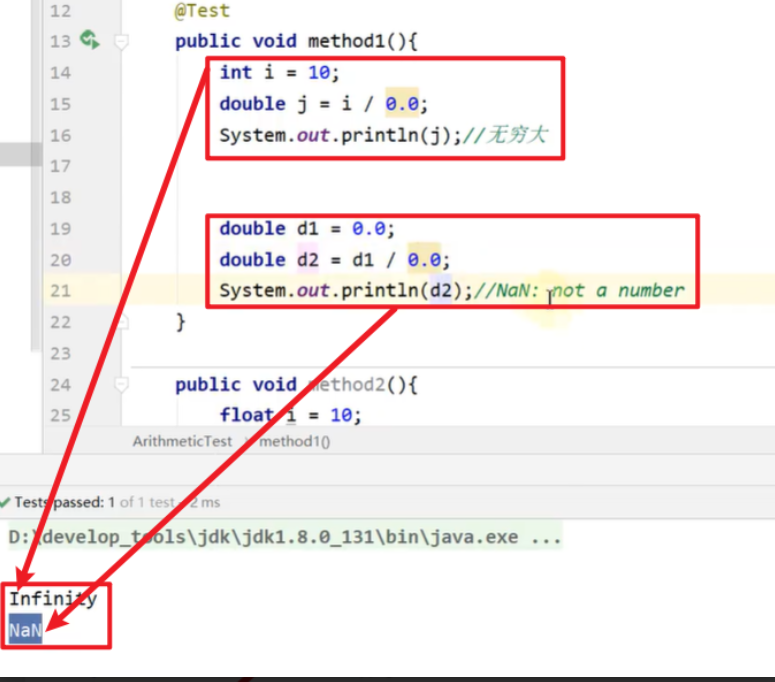 12 @Test
13 public void method1(){
14 int i = 10;
15 double j = i / 0.0;
16 System.out.println(j);//无穷大
17
18
19 double d1 = 0.0;
20 double d2 = d1 / 0.0;
21 System.out.println(d2);//NaN: not a number
22 }
23
24 public void method2(){
25 float i = 10;
ArithmeticTest > method1()
Tests passed: 1 of 1 test – 2 ms
D:\develop_tools\jdk\jdk1.8.0_131\bin\java.exe ...
Infinity
NaN